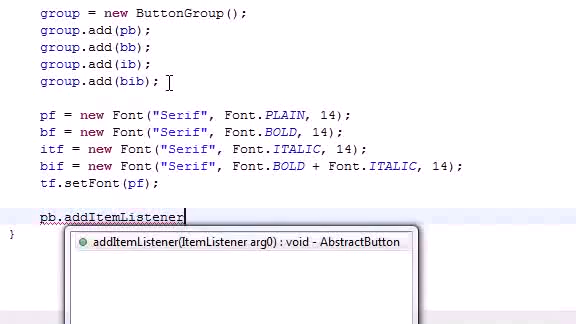 group = new ButtonGroup();
group.add(pb);
group.add(bb);
group.add(ib);
group.add(bib);
pf = new Font("Serif", Font.PLAIN, 14);
bf = new Font("Serif", Font.BOLD, 14);
itf = new Font("Serif", Font.ITALIC, 14);
bif = new Font("Serif", Font.BOLD + Font.ITALIC, 14);
tf.setFont(pf);
pb.addItemListener
}
addItemListener(ItemListener arg0) : void - AbstractButton